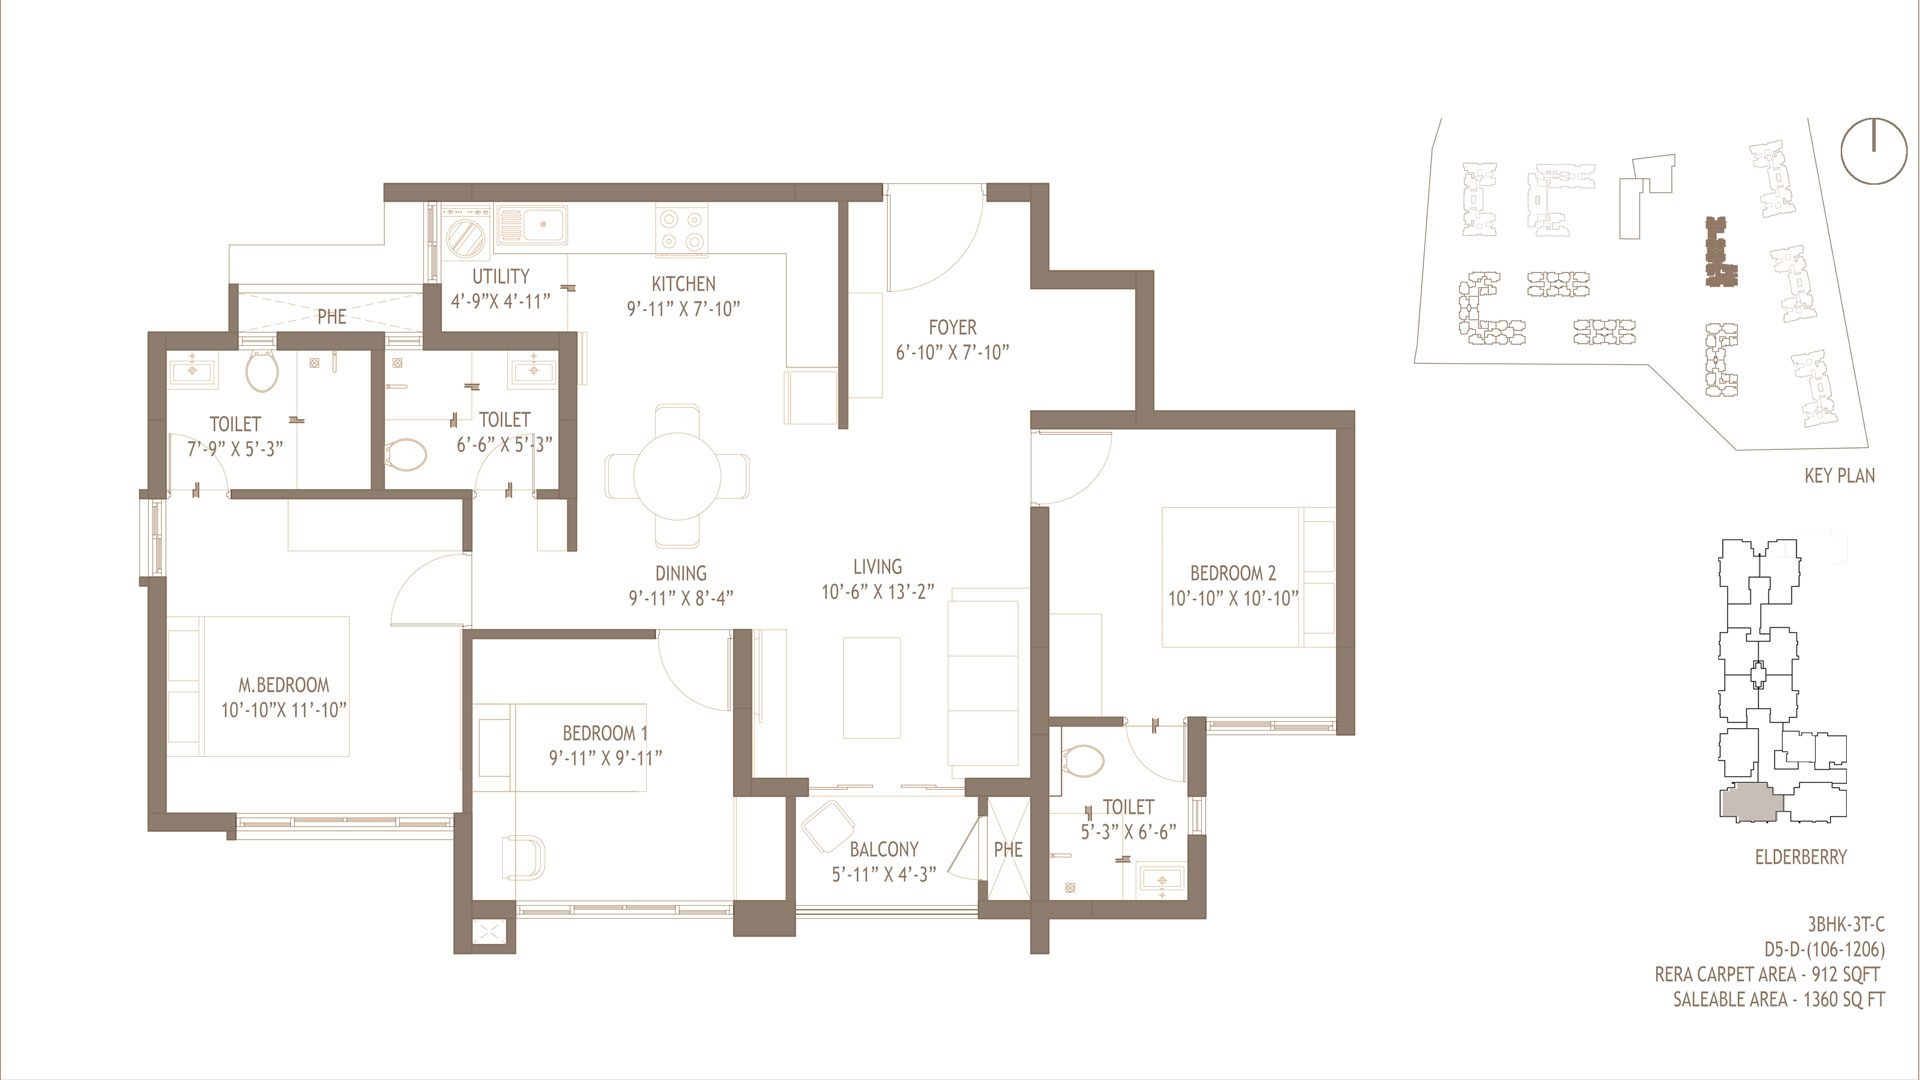 UTILITY
4’-9”X 4’-11”
KITCHEN
9’-11” X 7’-10”
PHE
FOYER
6’-10” X 7’-10”
TOILET
7’-9” X 5’-3”
TOILET
6’-6” X 5’-3”
DINING
9’-11” X 8’-4”
LIVING
10’-6” X 13’-2”
BEDROOM 2
10’-10” X 10’-10”
M.BEDROOM
10’-10”X 11’-10”
BEDROOM 1
9’-11” X 9’-11”
BALCONY
5’-11” X 4’-3”
PHE
TOILET
5’-3” X 6’-6”
KEY PLAN
ELDERBERRY
3BHK-3T-C
D5-D-(106-1206)
RERA CARPET AREA - 912 SQFT
SALEABLE AREA - 1360 SQ FT